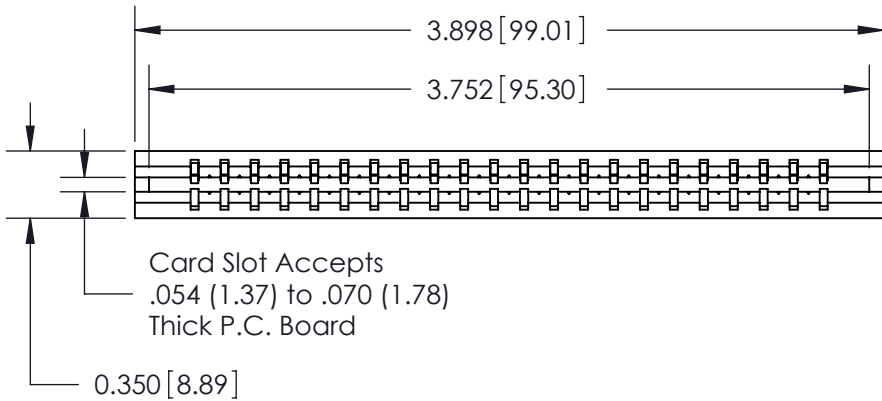 3.898 [99.01]
3.752 [95.30]
Card Slot Accepts
.054 (1.37) to .070 (1.78)
Thick P.C. Board
0.350 [8.89]